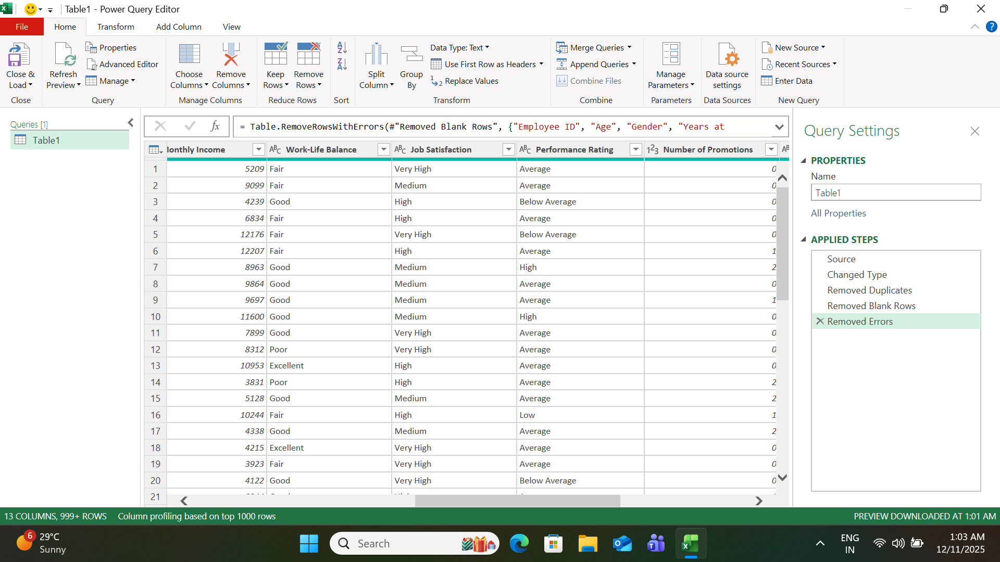 Table1 - Power Query Editor
File Home Transform Add Column View
Close & Load
Close
Refresh Preview
Properties
Advanced Editor
Manage
Query
Choose Columns
Remove Columns
Manage Columns
Keep Rows
Remove Rows
Reduce Rows
Sort
Split Column
Group By
Data Type: Text
Use First Row as Headers
Replace Values
Transform
Merge Queries
Append Queries
Combine Files
Combine
Manage Parameters
Parameters
Data source settings
Data Sources
New Source
Recent Sources
Enter Data
New Query
Queries [1]
Table1
fx = Table.RemoveRowsWithErrors(#"Removed Blank Rows", {"Employee ID", "Age", "Gender", "Years at
Income ABC Work-Life Balance ABC Job Satisfaction ABC Performance Rating 123 Number of Promotions AB
1 5209 Fair Very High Average 0
2 9099 Fair Medium Average 0
3 4239 Good High Below Average 0
4 6834 Fair High Average 0
5 12176 Fair Very High Below Average 0
6 12207 Fair High Average 1
7 8963 Good Medium High 2
8 9864 Good Medium Average 0
9 9697 Good Medium Average 1
10 11600 Good Medium High 0
11 7899 Good Very High Average 0
12 8312 Poor Very High Average 0
13 10953 Excellent High Average 0
14 3831 Poor High Average 2
15 5128 Good Medium Average 2
16 10244 Fair High Low 1
17 4338 Good Medium Average 2
18 4215 Excellent Very High Average 0
19 3923 Fair Very High Average 0
20 4122 Good Very High Below Average 0
21
Query Settings
PROPERTIES
Name
Table1
All Properties
APPLIED STEPS
Source
Changed Type
Removed Duplicates
Removed Blank Rows
Removed Errors
13 COLUMNS, 999+ ROWS Column profiling based on top 1000 rows PREVIEW DOWNLOADED AT 1:01 AM
6 29°C
Sunny
Search
ENG
IN
1:03 AM
12/11/2025